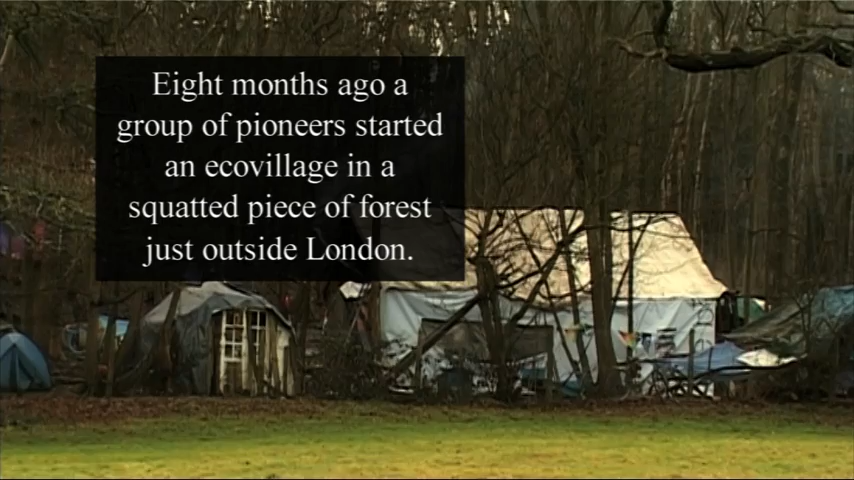 Eight months ago a
group of pioneers started
an ecovillage in a
squatted piece of forest
just outside London.